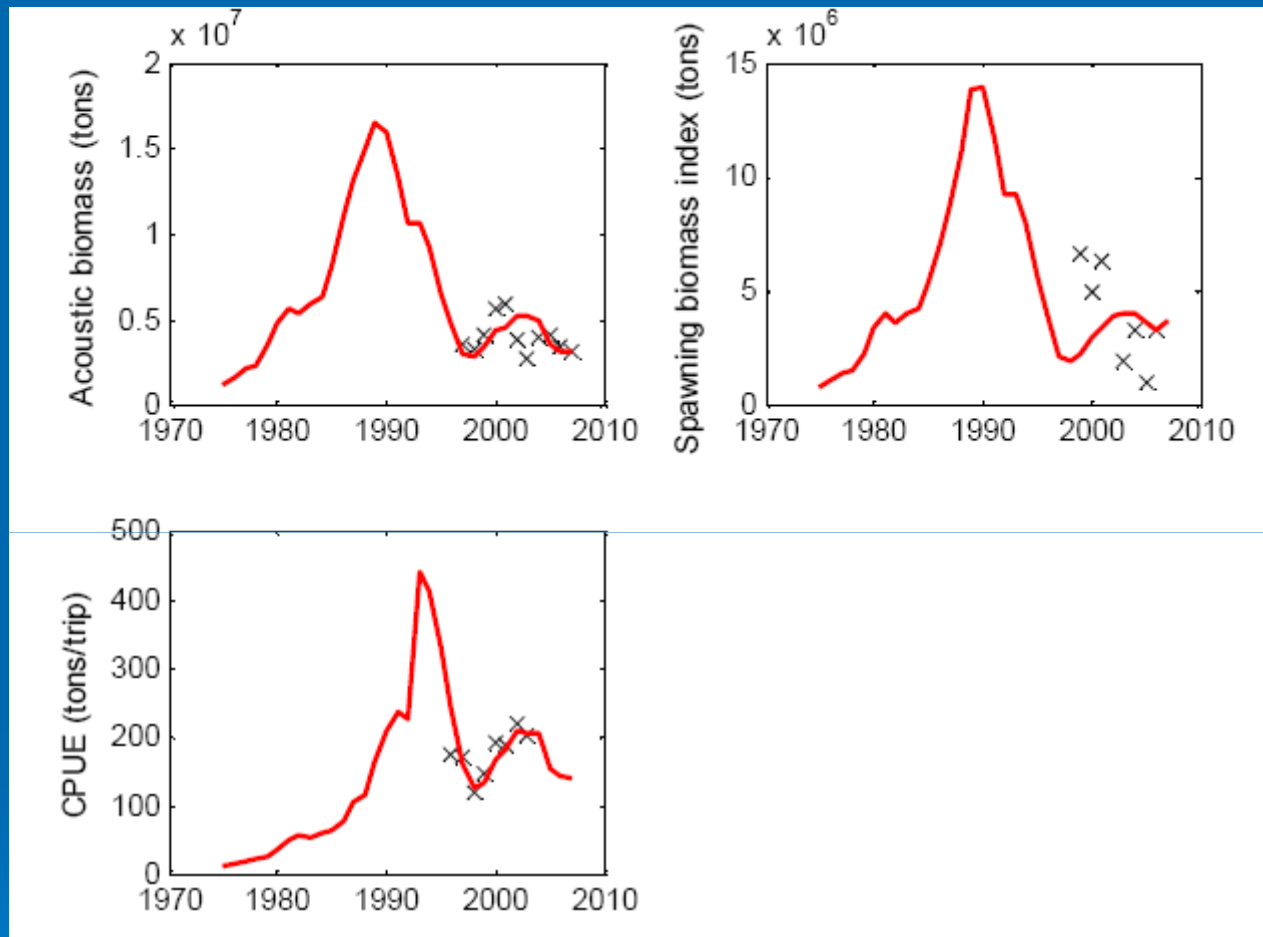 x 10^7
Acoustic biomass (tons)
2
1.5
1
0.5
0
1970 1980 1990 2000 2010
x 10^6
Spawning biomass index (tons)
15
10
5
0
1970 1980 1990 2000 2010
CPUE (tons/trip)
500
400
300
200
100
0
1970 1980 1990 2000 2010